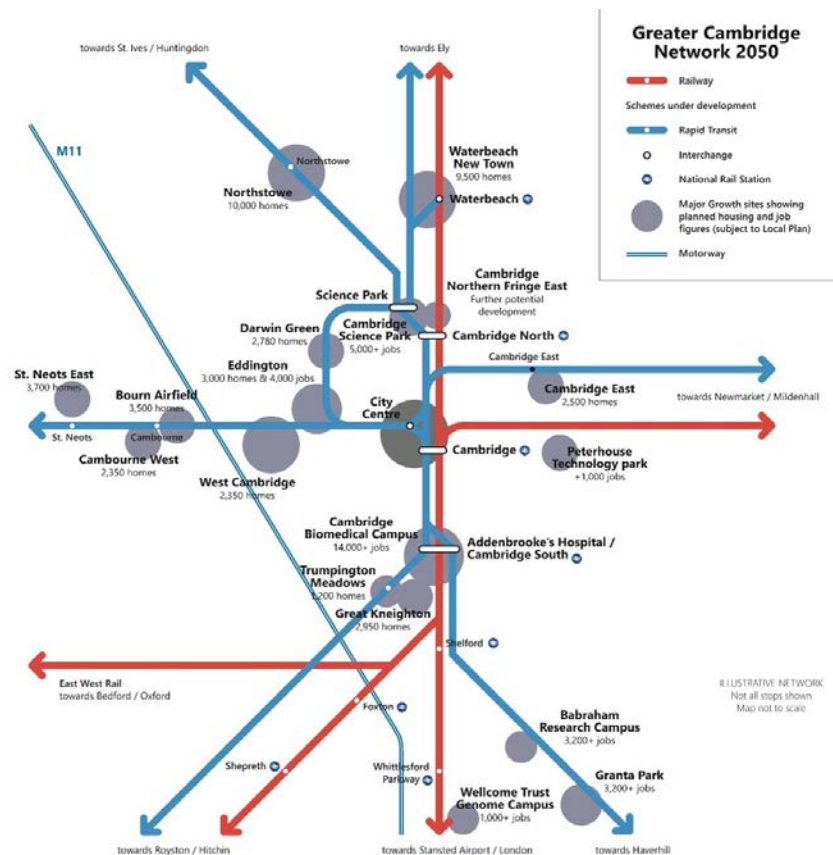 Greater Cambridge
Network 2050
Railway
Schemes under development
Rapid Transit
Interchange
National Rail Station
Major Growth sites showing
planned housing and job
figures (subject to Local Plan)
Motorway
towards St. Ives / Huntingdon
towards Ely
M11
Northstowe
Northstowe
10,000 homes
Waterbeach
New Town
9,500 homes
Waterbeach
Science Park
Cambridge
Northern Fringe East
Further potential
development
Darwin Green
2,780 homes
Cambridge
Science Park
5,000+ jobs
Cambridge North
Eddington
3,000 homes & 4,000 jobs
Cambridge East
Cambridge East
2,500 homes
towards Newmarket / Mildenhall
St. Neots East
3,700 homes
Bourn Airfield
3,500 homes
City
Centre
St. Neots
Cambourne
Cambourne West
2,350 homes
West Cambridge
2,350 homes
Cambridge
Peterhouse
Technology park
+1,000 jobs
Cambridge
Biomedical Campus
14,000+ jobs
Addenbrooke's Hospital /
Cambridge South
Trumpington
Meadows
1,200 homes
Great Kneighton
2,950 homes
Shelford
East West Rail
towards Bedford / Oxford
Foxton
ILLUSTRATIVE NETWORK
Not all stops shown
Map not to scale
Babraham
Research Campus
3,200+ jobs
Shepreth
Whittlesford
Parkway
Granta Park
3,200+ jobs
Wellcome Trust
Genome Campus
1,000+ jobs
towards Royston / Hitchin
towards Stansted Airport / London
towards Haverhill